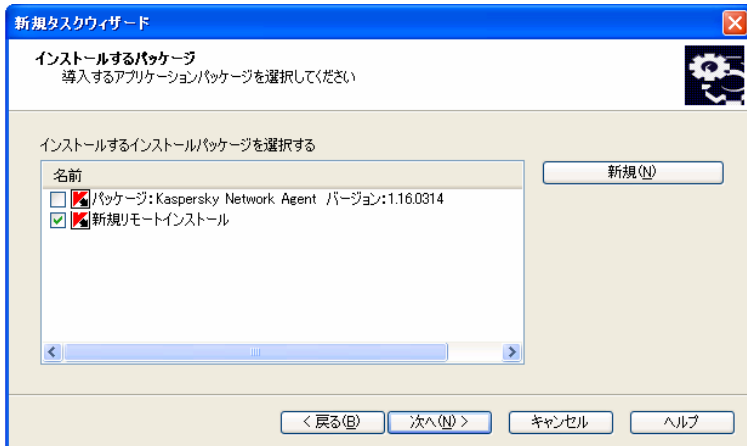 新規タスクウィザード
インストールするパッケージ
導入するアプリケーションパッケージを選択してください
インストールするインストールパッケージを選択する
名前
新規(N)
パッケージ:Kaspersky Network Agent バージョン:1.16.0314
新規リモートインストール
< 戻る(B)
次へ(N) >
キャンセル
ヘルプ